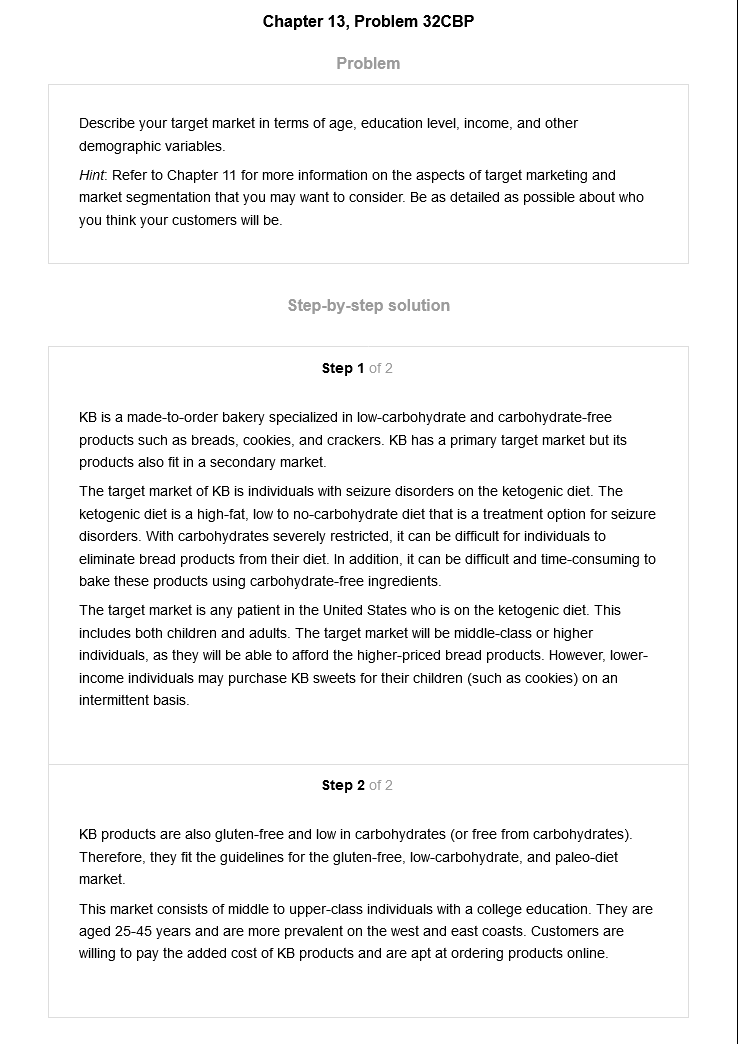 Chapter 13, Problem 32CBP
Problem
Describe your target market in terms of age, education level, income, and other
demographic variables.
Hint: Refer to Chapter 11 for more information on the aspects of target marketing and
market segmentation that you may want to consider. Be as detailed as possible about who
you think your customers will be.
Step-by-step solution
Step 1 of 2
KB is a made-to-order bakery specialized in low-carbohydrate and carbohydrate-free
products such as breads, cookies, and crackers. KB has a primary target market but its
products also fit in a secondary market.
The target market of KB is individuals with seizure disorders on the ketogenic diet. The
ketogenic diet is a high-fat, low to no-carbohydrate diet that is a treatment option for seizure
disorders. With carbohydrates severely restricted, it can be difficult for individuals to
eliminate bread products from their diet. In addition, it can be difficult and time-consuming to
bake these products using carbohydrate-free ingredients.
The target market is any patient in the United States who is on the ketogenic diet. This
includes both children and adults. The target market will be middle-class or higher
individuals, as they will be able to afford the higher-priced bread products. However, lower-
income individuals may purchase KB sweets for their children (such as cookies) on an
intermittent basis.
Step 2 of 2
KB products are also gluten-free and low in carbohydrates (or free from carbohydrates).
Therefore, they fit the guidelines for the gluten-free, low-carbohydrate, and paleo-diet
market.
This market consists of middle to upper-class individuals with a college education. They are
aged 25-45 years and are more prevalent on the west and east coasts. Customers are
willing to pay the added cost of KB products and are apt at ordering products online.